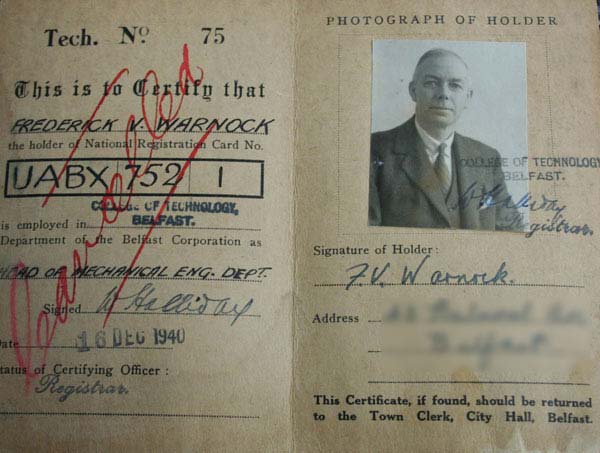 Tech. No 75
This is to Certify that
FREDERICK V. WARNOCK
the holder of National Registration Card No.
UABX 752 1
COLLEGE OF TECHNOLOGY,
BELFAST.
is employed in
Department of the Belfast Corporation as
HEAD OF MECHANICAL ENG. DEPT.
Signed W Halliday
Date 16 DEC 1940
Status of Certifying Officer :
Registrar.
Cancelled
PHOTOGRAPH OF HOLDER
COLLEGE OF TECHNOLOGY
BELFAST.
W Halliday
Registrar.
Signature of Holder :
F.V. Warnock.
Address
This Certificate, if found, should be returned
to the Town Clerk, City Hall, Belfast.